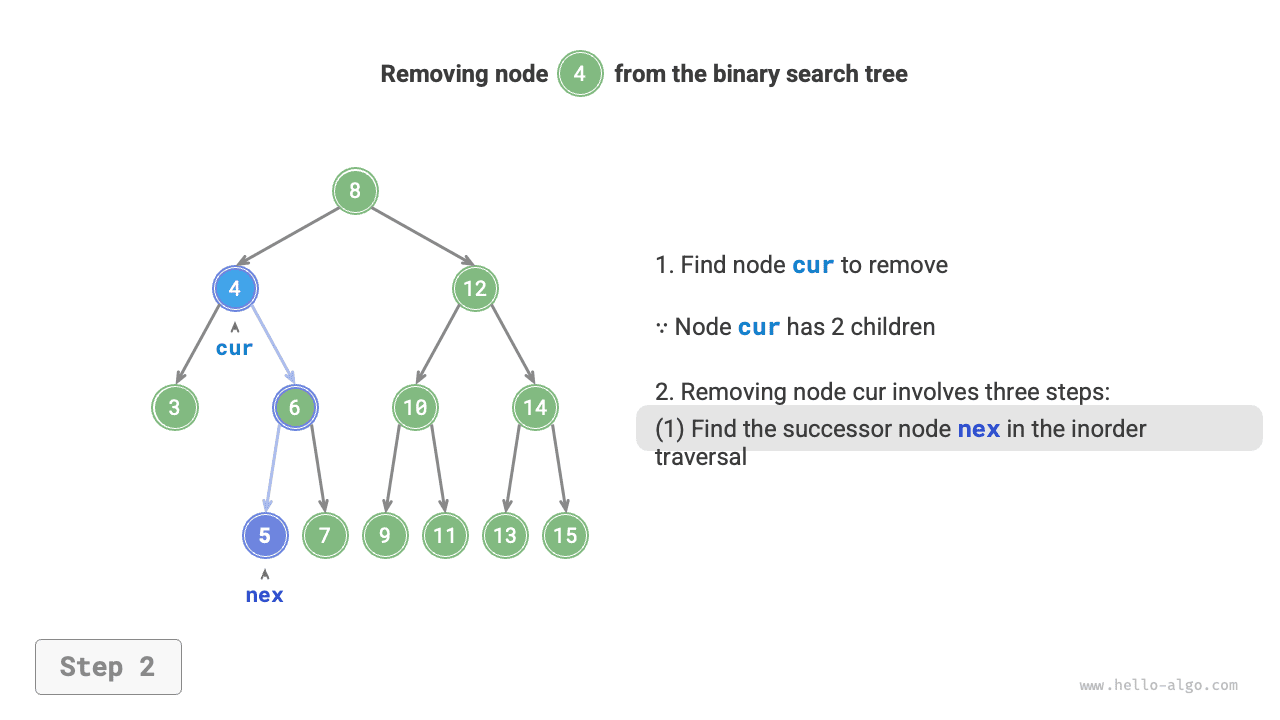 Removing node 4 from the binary search tree
8
4
12
cur
3
6
10
14
5
7
9
11
13
15
nex
1. Find node cur to remove
∵ Node cur has 2 children
2. Removing node cur involves three steps:
(1) Find the successor node nex in the inorder
traversal
Step 2
www.hello-algo.com